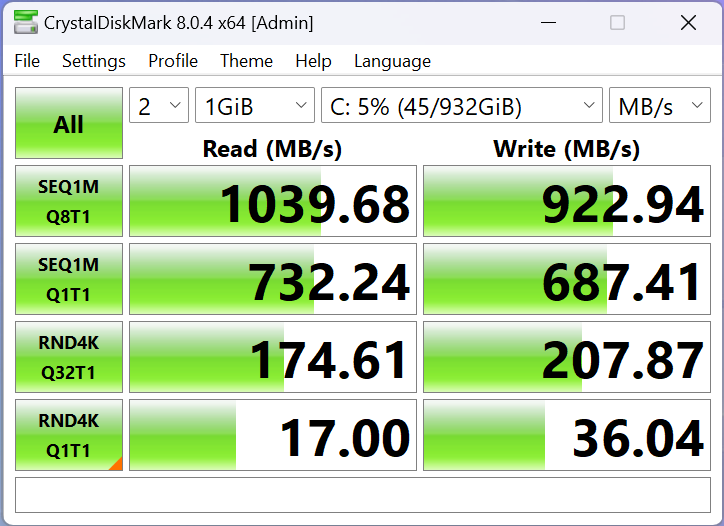 CrystalDiskMark 8.0.4 x64 [Admin]
File Settings Profile Theme Help Language
All 2 1GiB C: 5% (45/932GiB) MB/s
Read (MB/s) Write (MB/s)
SEQ1M
Q8T1
1039.68 922.94
SEQ1M
Q1T1
732.24 687.41
RND4K
Q32T1
174.61 207.87
RND4K
Q1T1
17.00 36.04